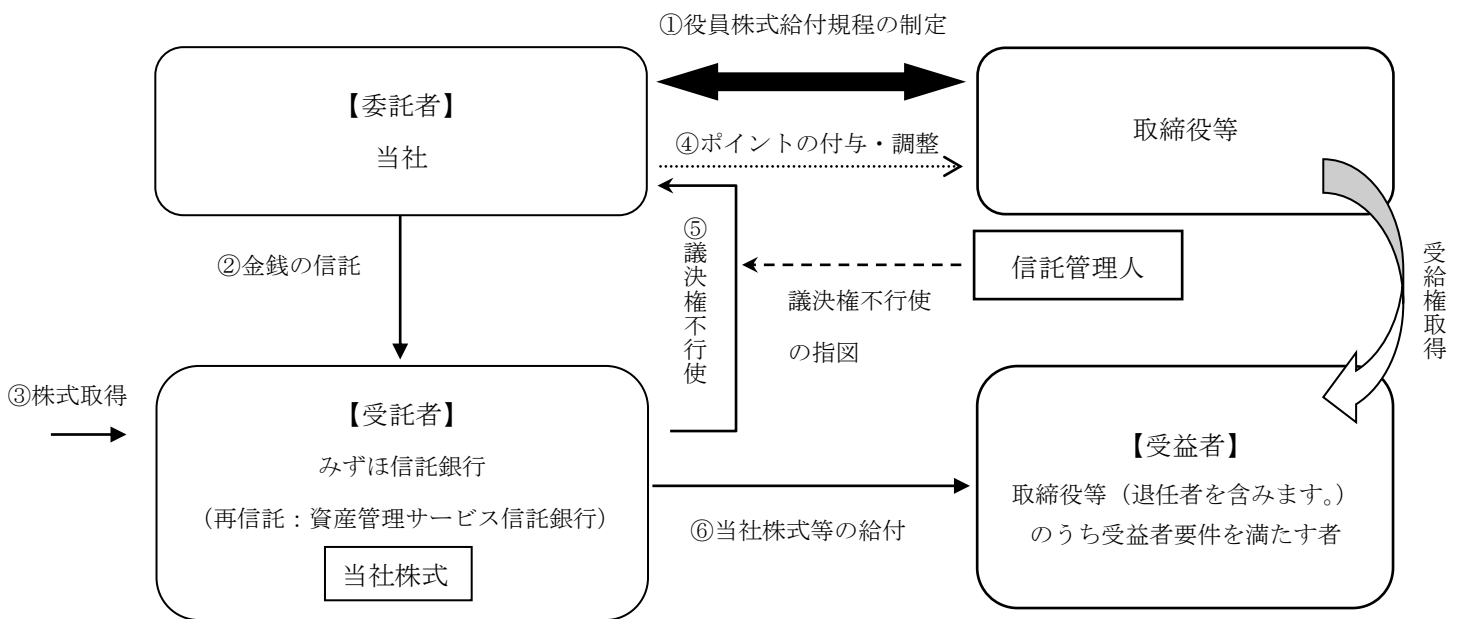 ①役員株式給付規程の制定
【委託者】
当社
取締役等
④ポイントの付与・調整
②金銭の信託
⑤議決権不行使
信託管理人
議決権不行使
の指図
受給権取得
③株式取得
【受託者】
みずほ信託銀行
（再信託：資産管理サービス信託銀行）
当社株式
⑥当社株式等の給付
【受益者】
取締役等（退任者を含みます。）
のうち受益者要件を満たす者